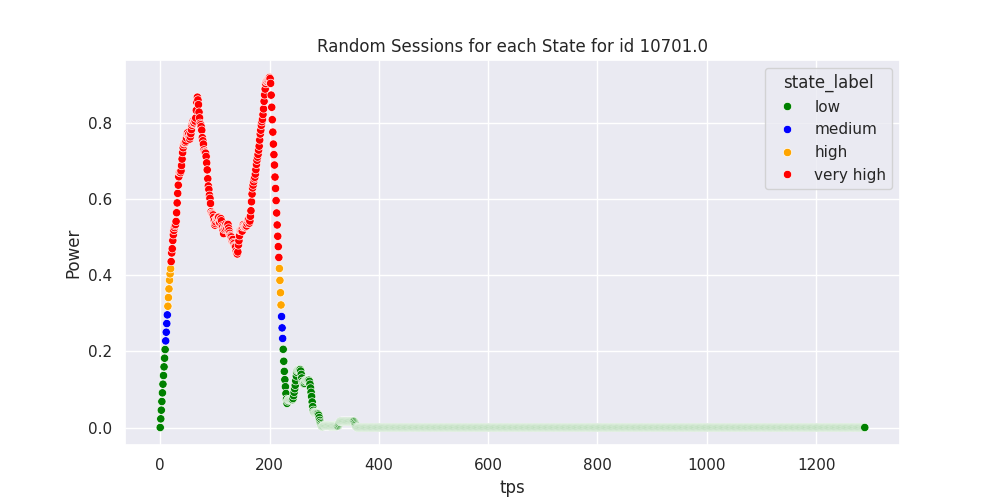 Random Sessions for each State for id 10701.0
state_label
low
medium
high
very high
Power
0.8
0.6
0.4
0.2
0.0
0 200 400 600 800 1000 1200
tps